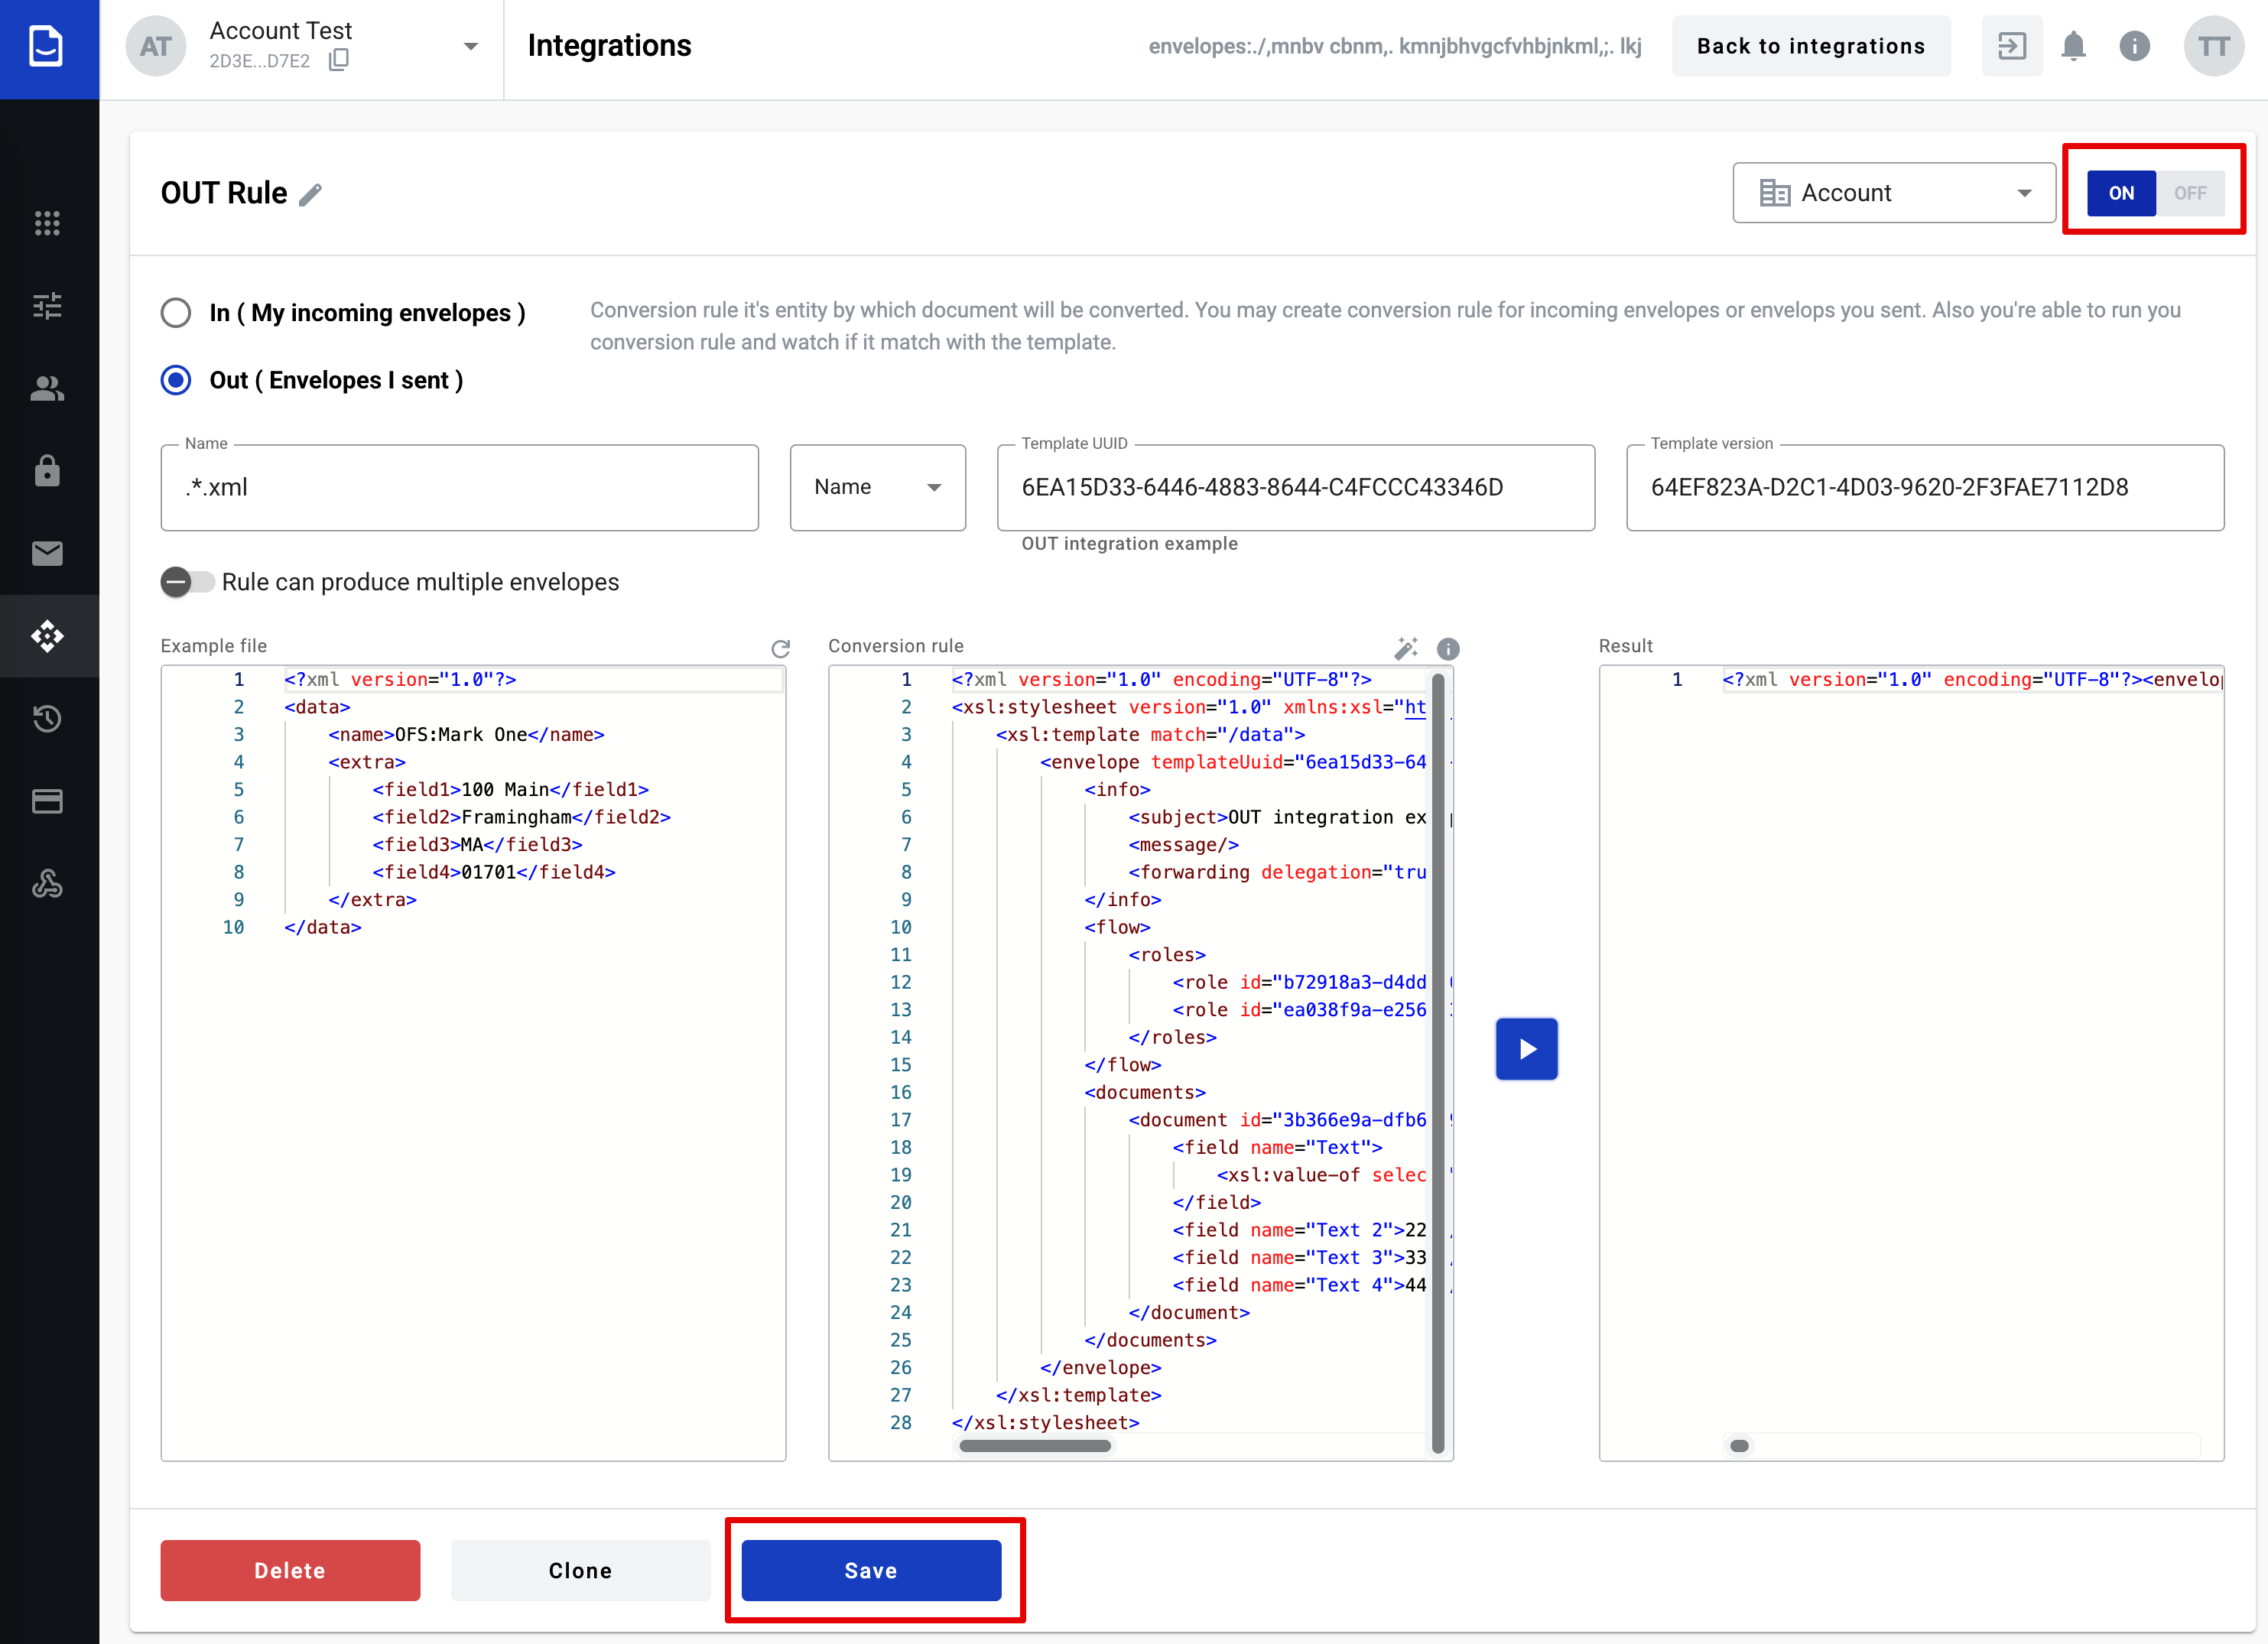 AT
Account Test
2D3E...D7E2
Integrations
envelopes:./,mnbv cbnm,. kmnjbhvgcfvhbjnkml,;. lkj
Back to integrations
TT
OUT Rule
Account
ON
OFF
In ( My incoming envelopes )
Out ( Envelopes I sent )
Conversion rule it's entity by which document will be converted. You may create conversion rule for incoming envelopes or envelops you sent. Also you're able to run you
conversion rule and watch if it match with the template.
Name
.*.xml
Name
Template UUID
6EA15D33-6446-4883-8644-C4FCCC43346D
OUT integration example
Template version
64EF823A-D2C1-4D03-9620-2F3FAE7112D8
Rule can produce multiple envelopes
Example file
1 <?xml version="1.0"?>
2 <data>
3 <name>OFS:Mark One</name>
4 <extra>
5 <field1>100 Main</field1>
6 <field2>Framingham</field2>
7 <field3>MA</field3>
8 <field4>01701</field4>
9 </extra>
10 </data>
Conversion rule
1 <?xml version="1.0" encoding="UTF-8"?>
2 <xsl:stylesheet version="1.0" xmlns:xsl="ht
3 <xsl:template match="/data">
4 <envelope templateUuid="6ea15d33-64
5 <info>
6 <subject>OUT integration ex
7 <message/>
8 <forwarding delegation="tru
9 </info>
10 <flow>
11 <roles>
12 <role id="b72918a3-d4dd
13 <role id="ea038f9a-e256
14 </roles>
15 </flow>
16 <documents>
17 <document id="3b366e9a-dfb6
18 <field name="Text">
19 <xsl:value-of selec
20 </field>
21 <field name="Text 2">22
22 <field name="Text 3">33
23 <field name="Text 4">44
24 </document>
25 </documents>
26 </envelope>
27 </xsl:template>
28 </xsl:stylesheet>
Result
1 <?xml version="1.0" encoding="UTF-8"?><envelop
Delete
Clone
Save